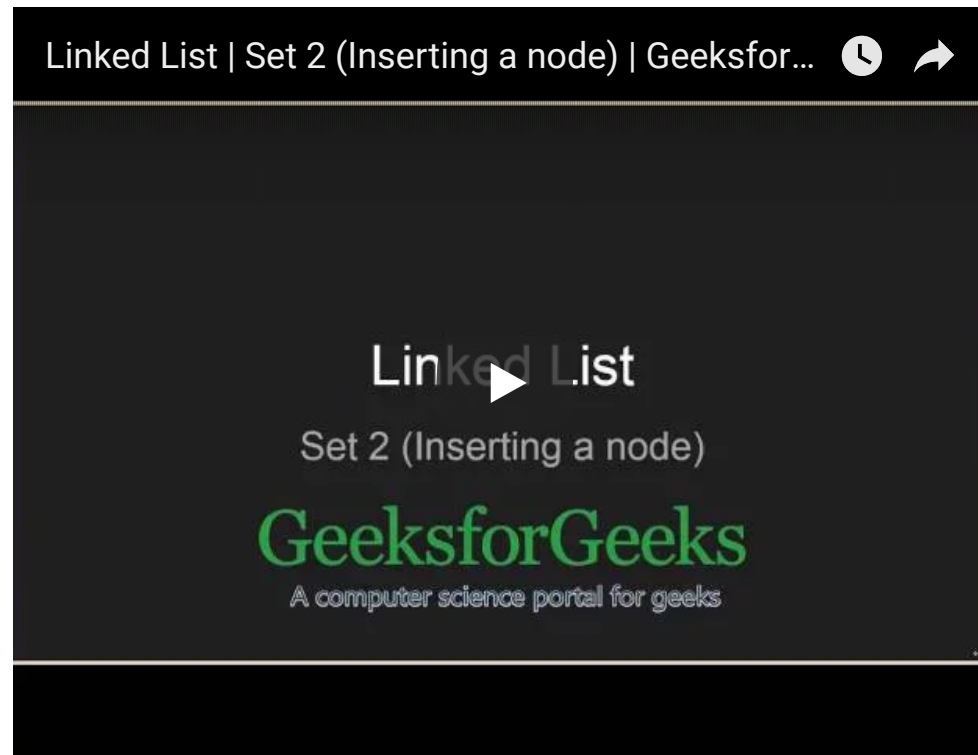 Linked List | Set 2 (Inserting a node) | Geeksfor...
Linked List
Set 2 (Inserting a node)
GeeksforGeeks
A computer science portal for geeks